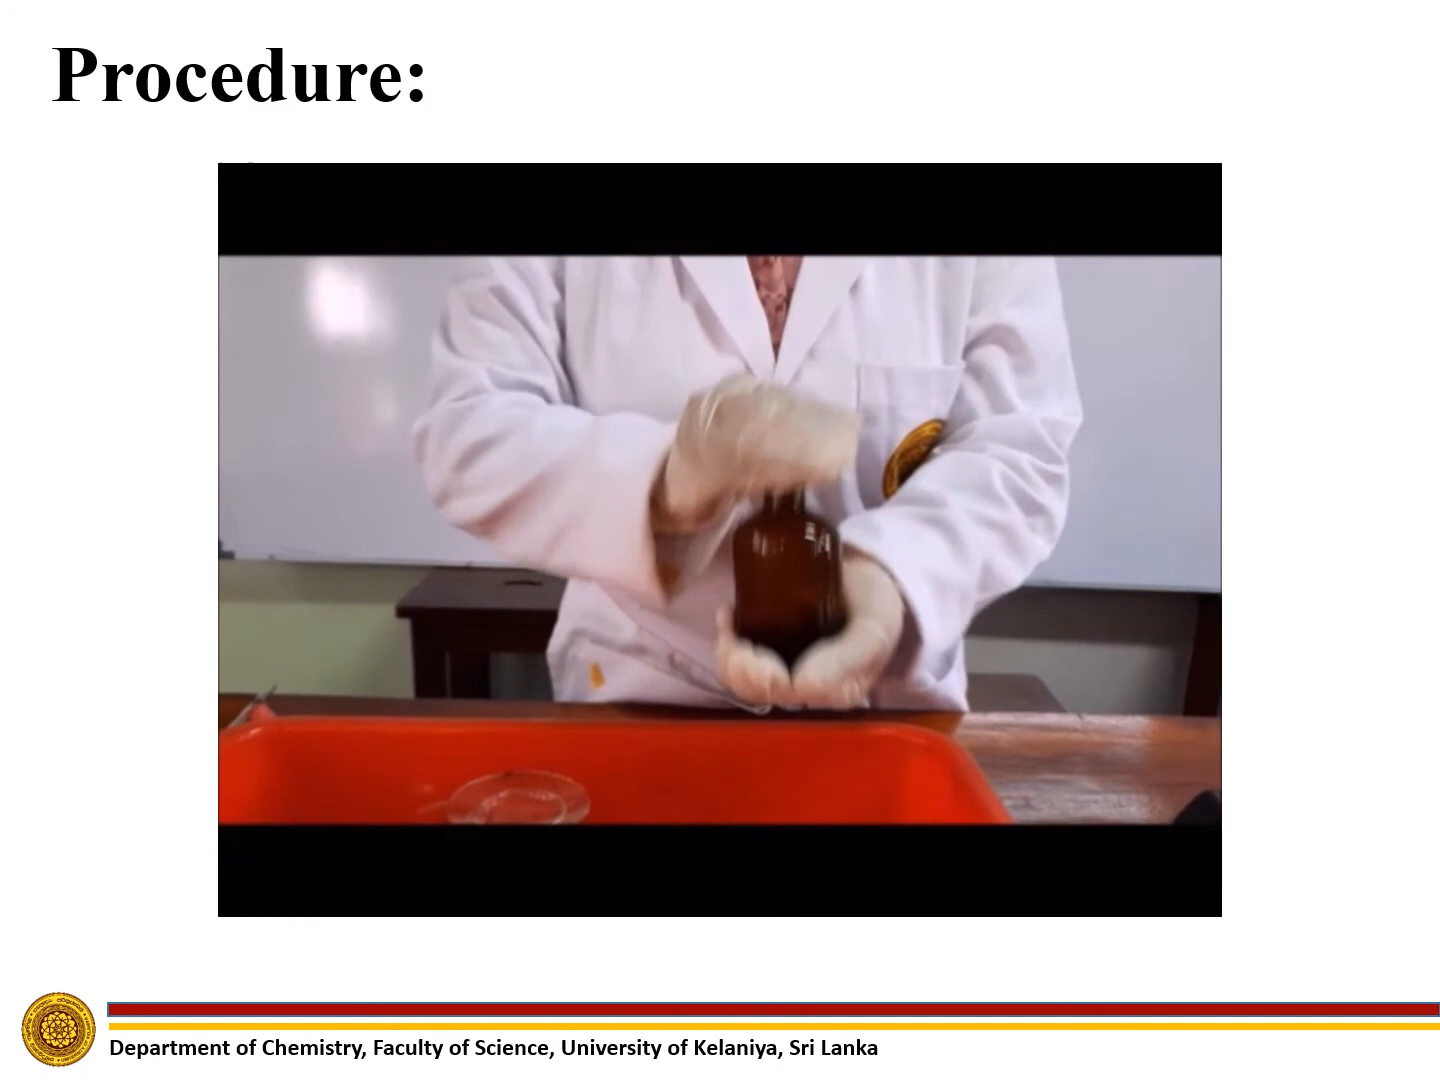 Procedure:
Department of Chemistry, Faculty of Science, University of Kelaniya, Sri Lanka